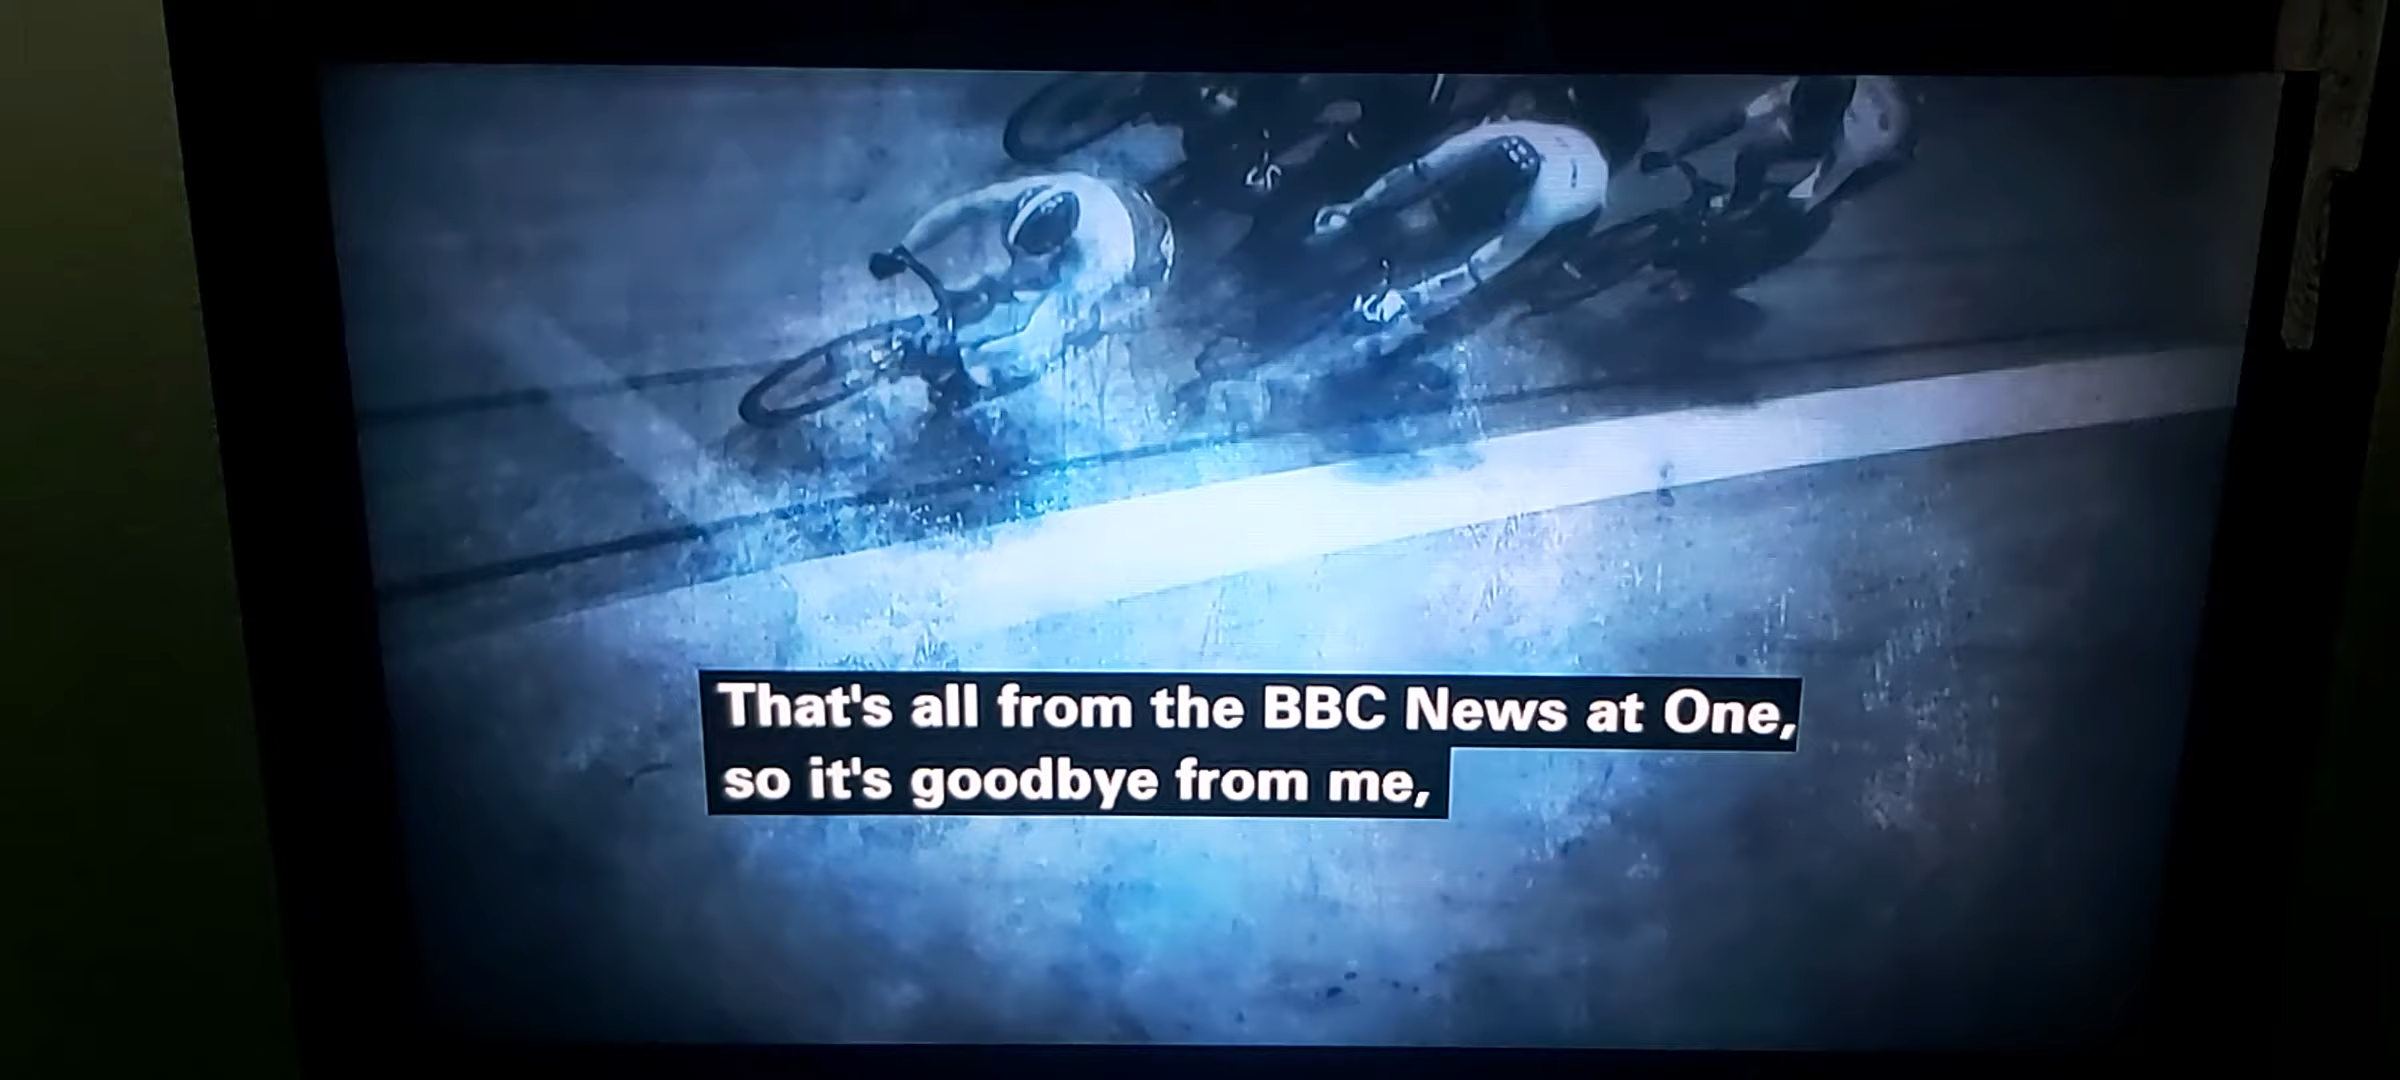 That's all from the BBC News at One,
so it's goodbye from me,